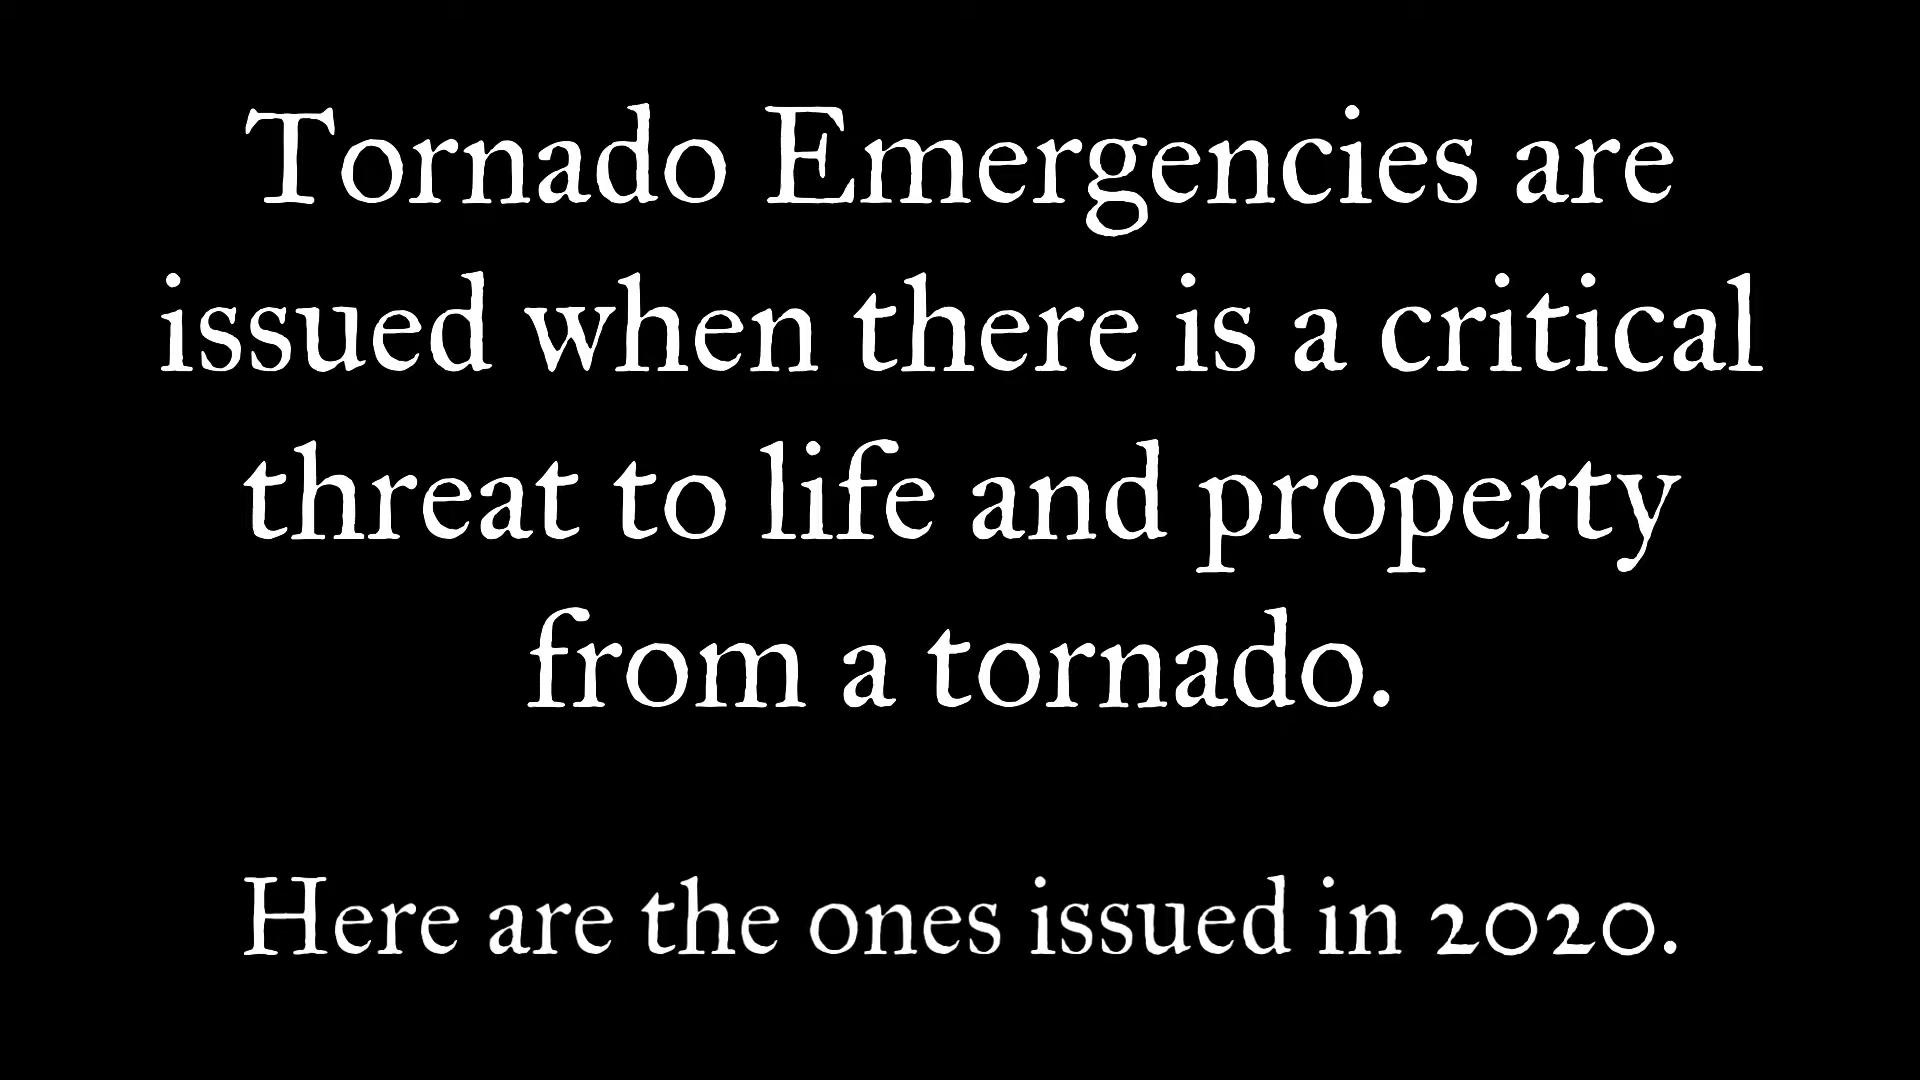 Tornado Emergencies are
issued when there is a critical
threat to life and property
from a tornado.
Here are the ones issued in 2020.